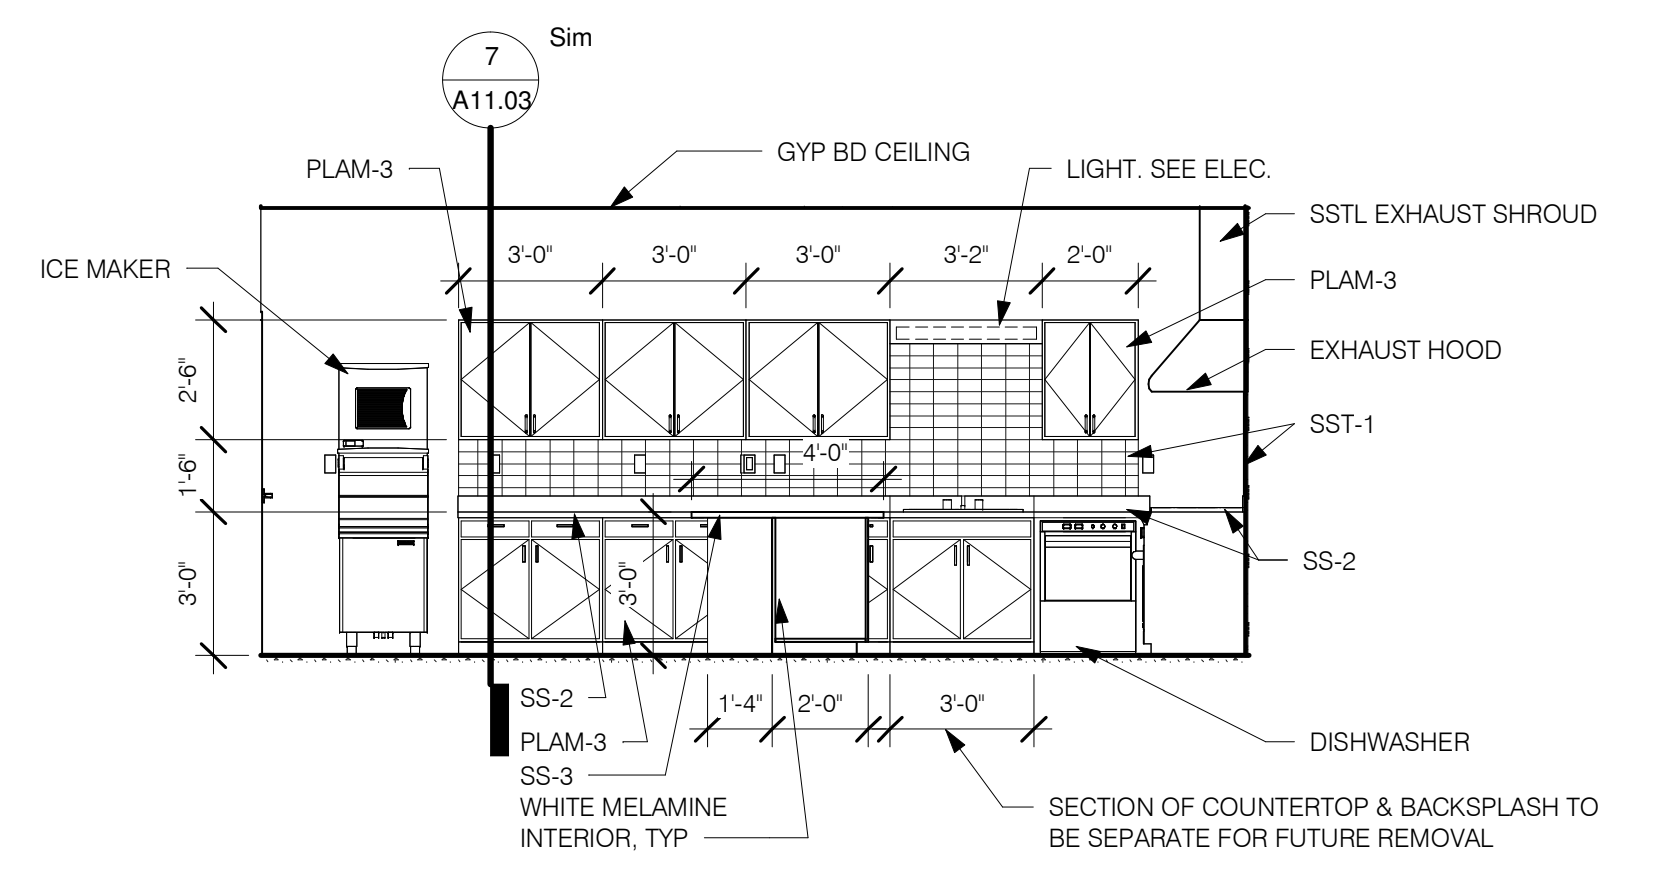 7
Sim
A11.03
GYP BD CEILING
PLAM-3
LIGHT. SEE ELEC.
SSTL EXHAUST SHROUD
3'-0"
3'-0"
3'-0"
3'-2"
2'-0"
ICE MAKER
PLAM-3
EXHAUST HOOD
2'-6"
SST-1
4'-0"
1'-6"
SS-2
3'-0"
3'-0"
SS-2
1'-4"
2'-0"
3'-0"
PLAM-3
DISHWASHER
SS-3
WHITE MELAMINE
INTERIOR, TYP
SECTION OF COUNTERTOP & BACKSPLASH TO
BE SEPARATE FOR FUTURE REMOVAL